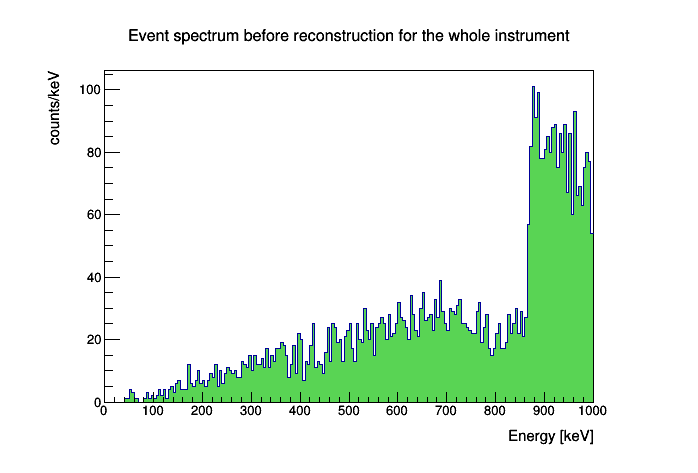 Event spectrum before reconstruction for the whole instrument
counts/keV
100
80
60
40
20
0
0 100 200 300 400 500 600 700 800 900 1000
Energy [keV]